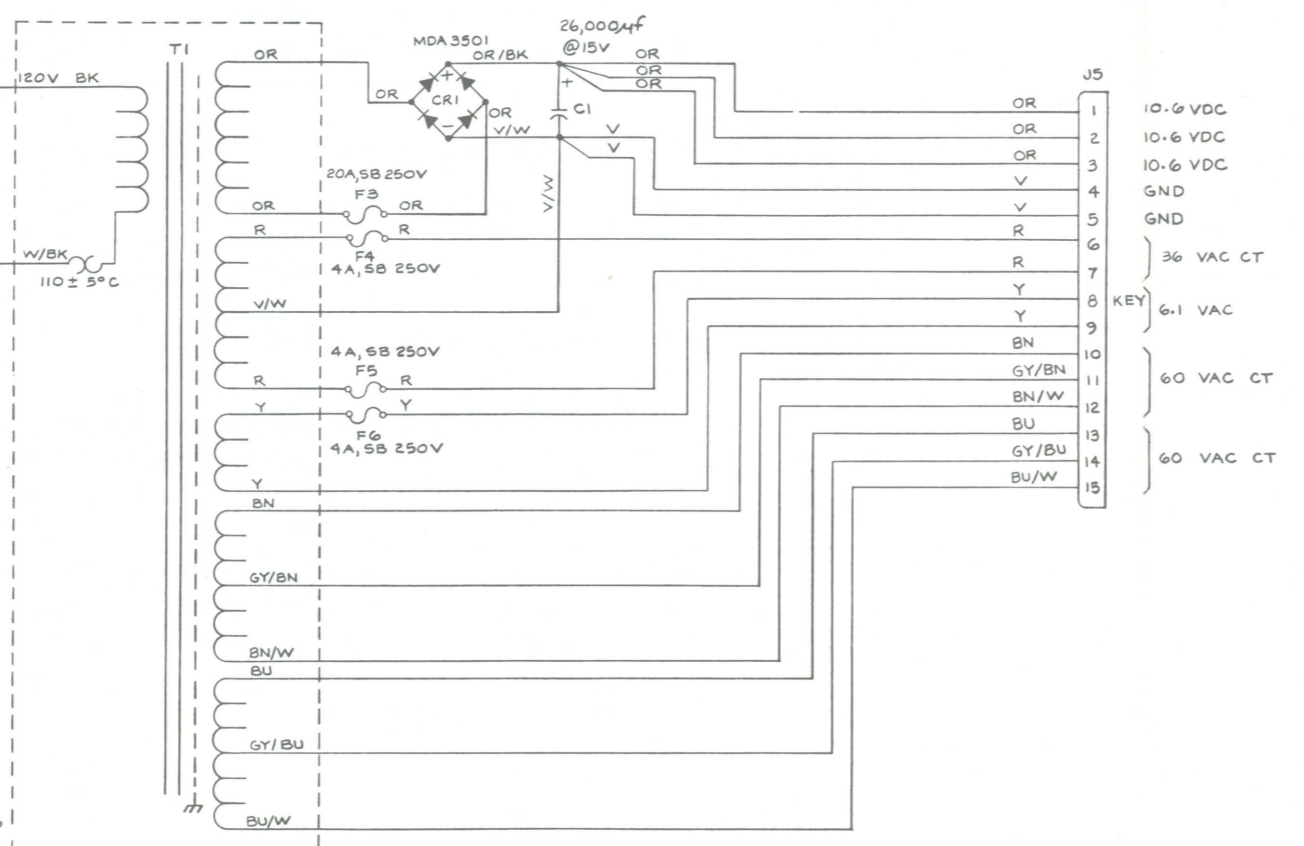 26,000µf
@15V
MDA3501
T1
OR
OR/BK
OR
OR
OR
120V BK
J5
+
+
CR1
OR
C1
OR
1
10.6 VDC
OR
-
V/W
V
OR
2
10.6 VDC
V
OR
3
10.6 VDC
20A,SB 250V
F3
V/W
V
4
GND
OR
OR
V
5
GND
R
R
R
6
F4
4A, SB 250V
36 VAC CT
W/BK
110 ± 5°C
R
7
Y
8
KEY
V/W
6.1 VAC
Y
9
4A, SB 250V
F5
BN
10
R
R
GY/BN
11
60 VAC CT
Y
Y
BN/W
12
F6
4A, SB 250V
BU
13
GY/BU
14
60 VAC CT
Y
BU/W
15
BN
GY/BN
BN/W
BU
GY/BU
BU/W